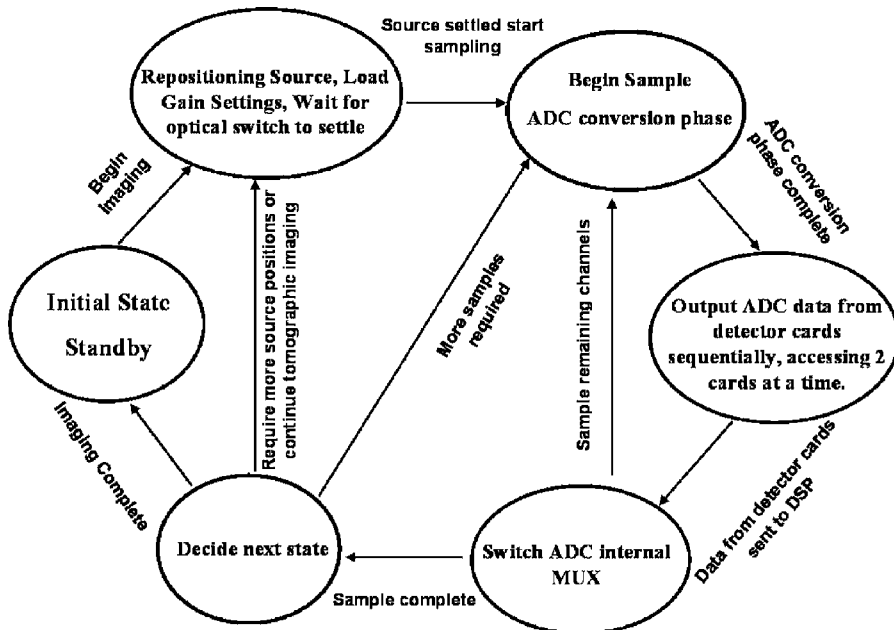 Source settled start
sampling
Repositioning Source, Load
Gain Settings, Wait for
optical switch to settle
Begin Sample
ADC conversion phase
ADC conversion
phase complete
Begin
Imaging
Initial State
Standby
Require more source positions or
continue tomographic imaging
More samples
required
Sample remaining channels
Output ADC data from
detector cards
sequentially, accessing 2
cards at a time.
Imaging Complete
Data from detector cards
sent to DSP
Decide next state
Sample complete
Switch ADC internal
MUX